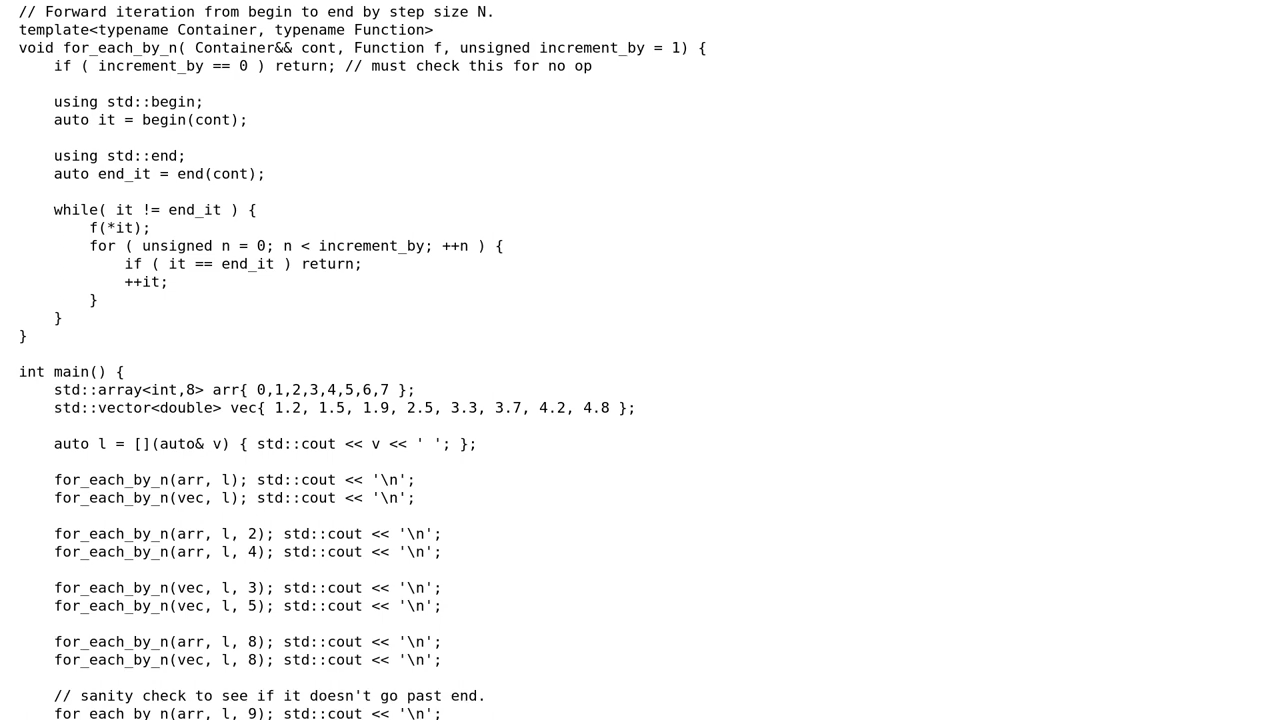 // Forward iteration from begin to end by step size N.
template<typename Container, typename Function>
void for_each_by_n( Container&& cont, Function f, unsigned increment_by = 1) {
    if ( increment_by == 0 ) return; // must check this for no op

    using std::begin;
    auto it = begin(cont);

    using std::end;
    auto end_it = end(cont);

    while( it != end_it ) {
        f(*it);
        for ( unsigned n = 0; n < increment_by; ++n ) {
            if ( it == end_it ) return;
            ++it;
        }
    }
}

int main() {
    std::array<int,8> arr{ 0,1,2,3,4,5,6,7 };
    std::vector<double> vec{ 1.2, 1.5, 1.9, 2.5, 3.3, 3.7, 4.2, 4.8 };

    auto l = [](auto& v) { std::cout << v << ' '; };

    for_each_by_n(arr, l); std::cout << '\n';
    for_each_by_n(vec, l); std::cout << '\n';

    for_each_by_n(arr, l, 2); std::cout << '\n';
    for_each_by_n(arr, l, 4); std::cout << '\n';

    for_each_by_n(vec, l, 3); std::cout << '\n';
    for_each_by_n(vec, l, 5); std::cout << '\n';

    for_each_by_n(arr, l, 8); std::cout << '\n';
    for_each_by_n(vec, l, 8); std::cout << '\n';

    // sanity check to see if it doesn't go past end.
    for_each_by_n(arr, l, 9); std::cout << '\n';